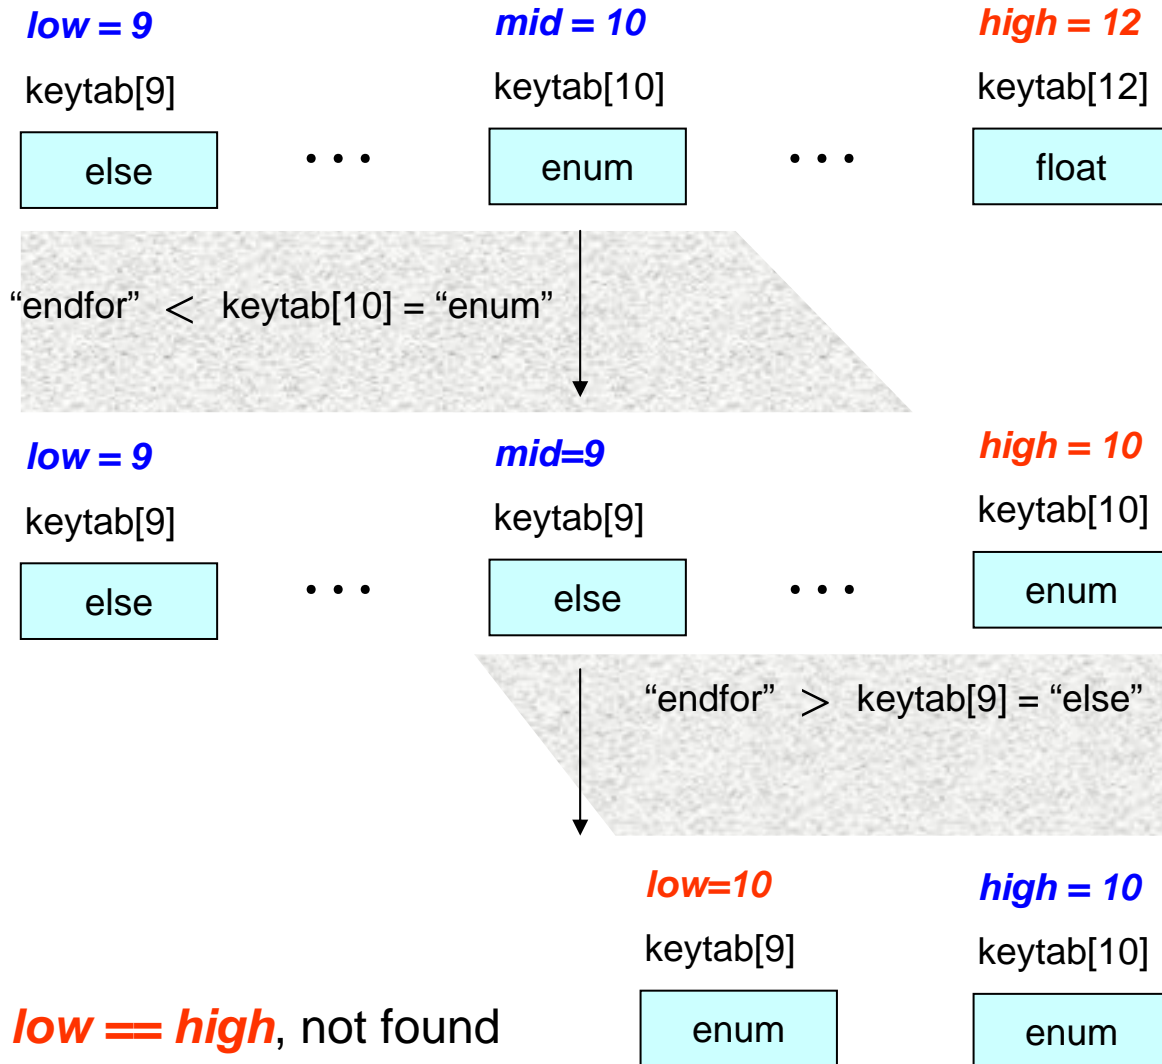 low = 9 mid = 10 high = 12
keytab[9] keytab[10] keytab[12]
else ... enum ... float
“endfor” < keytab[10] = “enum”
low = 9 mid=9 high = 10
keytab[9] keytab[9] keytab[10]
else ... else ... enum
“endfor” > keytab[9] = “else”
low=10 high = 10
keytab[9] keytab[10]
low == high, not found enum enum